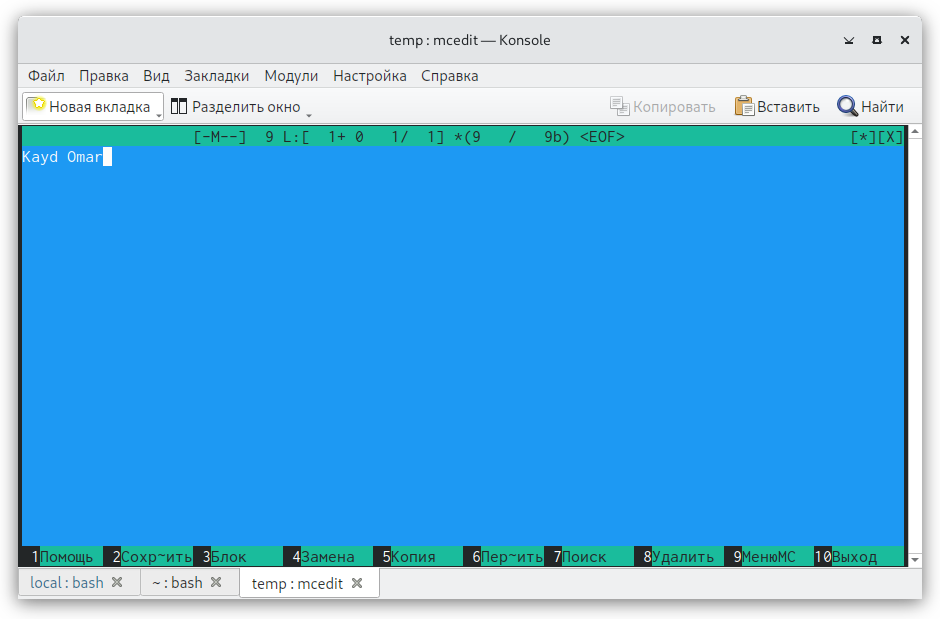 temp : mcedit — Konsole
Файл Правка Вид Закладки Модули Настройка Справка
Новая вкладка Разделить окно Копировать Вставить Найти
[-M--]  9 L:[  1+ 0   1/  1] *(9   /   9b) <EOF> [*][X]
Kayd Omar
1Помощь 2Сохр~ить 3Блок 4Замена 5Копия 6Пер~ить 7Поиск 8Удалить 9МенюМС 10Выход
local : bash ~ : bash temp : mcedit